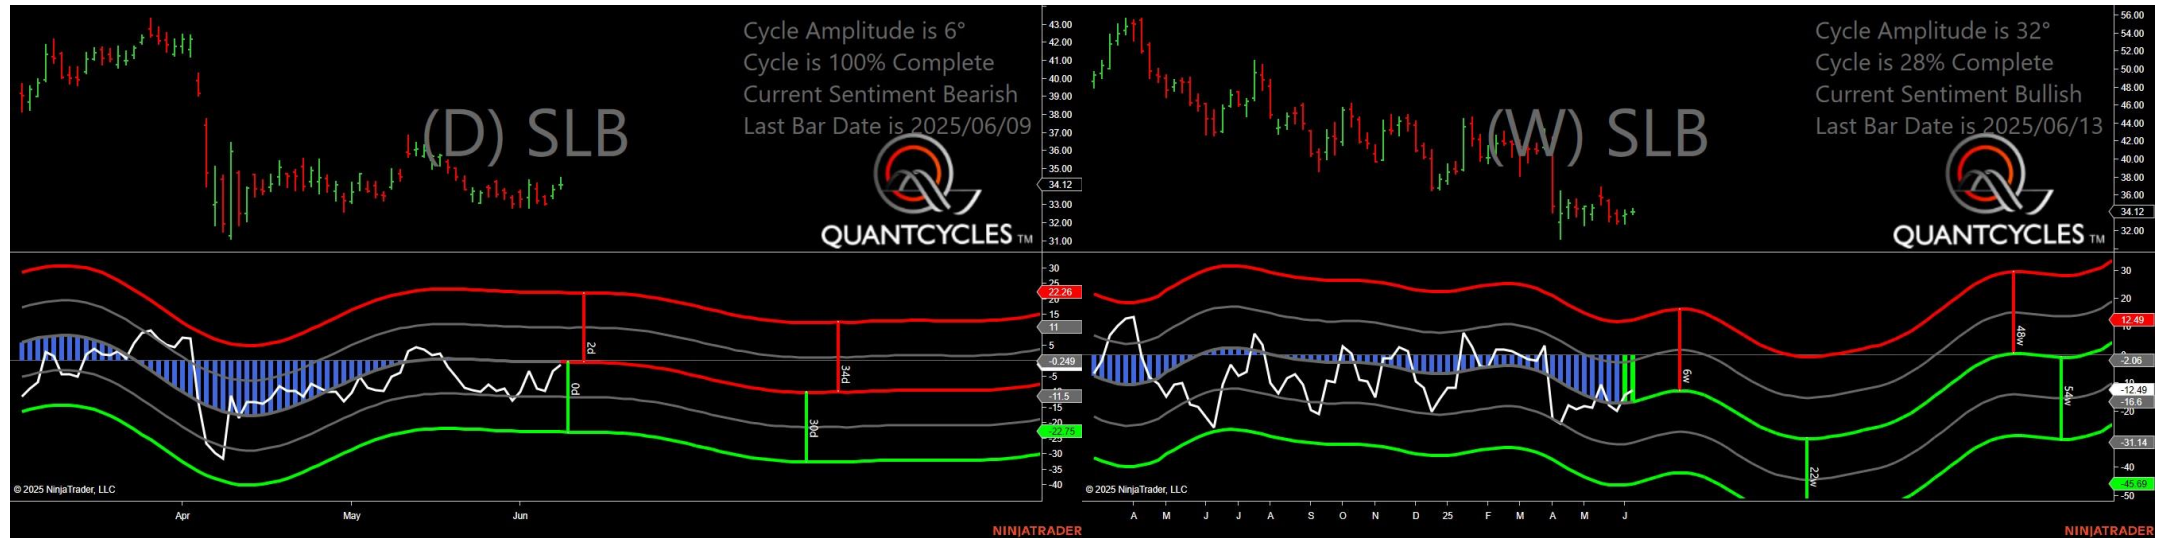 Cycle Amplitude is 6°
Cycle is 100% Complete
Current Sentiment Bearish
Last Bar Date is 2025/06/09
(D) SLB
QUANTCYCLES TM
43.00
42.00
41.00
40.00
39.00
38.00
37.00
36.00
35.00
34.12
33.00
32.00
31.00
30
25
22.26
20
15
11
5
-0.249
-5
-11.5
-15
-22.75
-25
-30
-35
-40
2d
0d
34d
30d
© 2025 NinjaTrader, LLC
Apr
May
Jun
NINJATRADER
Cycle Amplitude is 32°
Cycle is 28% Complete
Current Sentiment Bullish
Last Bar Date is 2025/06/13
(W) SLB
QUANTCYCLES TM
56.00
54.00
52.00
50.00
48.00
46.00
44.00
42.00
40.00
38.00
36.00
34.12
32.00
30
20
12.49
-2.06
-12.49
-16.6
-20
-31.14
-40
-45.69
-50
6w
22w
48w
54w
© 2025 NinjaTrader, LLC
A
M
J
J
A
S
O
N
D
25
F
M
A
M
J
NINJATRADER